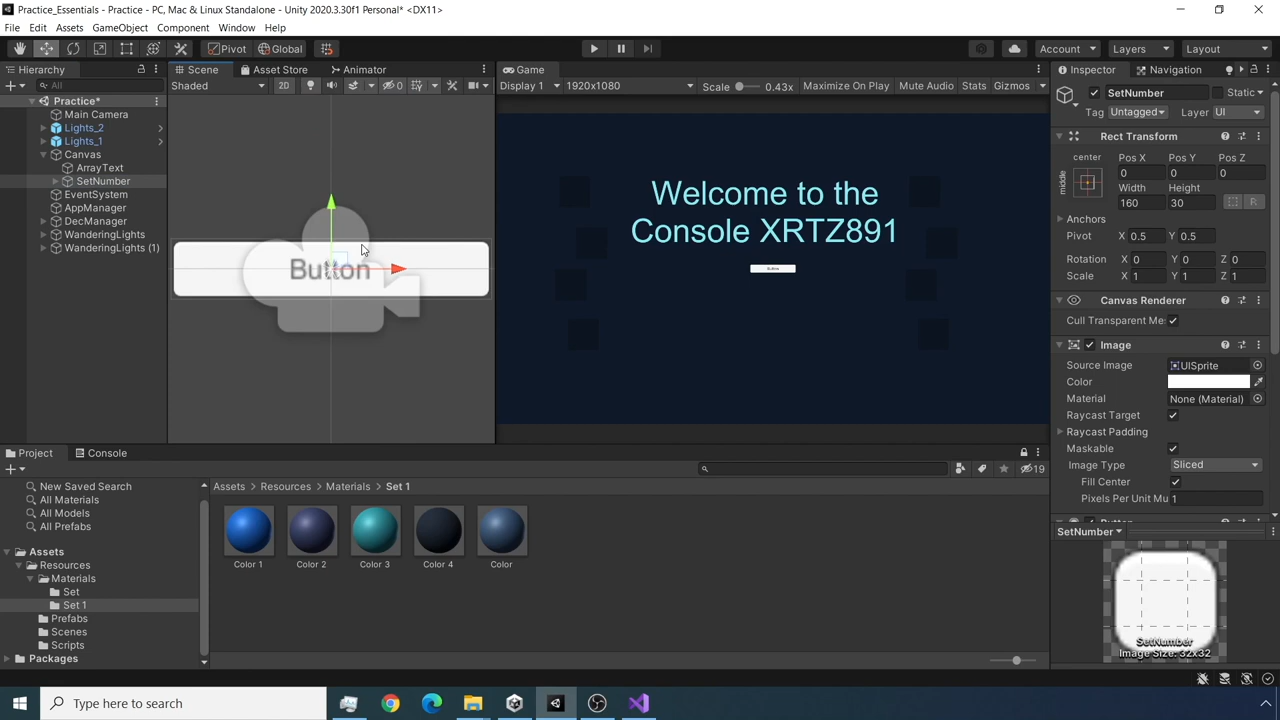 Practice_Essentials - Practice - PC, Mac & Linux Standalone - Unity 2020.3.30f1 Personal* <DX11>
File Edit Assets GameObject Component Window Help
Pivot Global Account Layers Layout
Hierarchy Scene Asset Store Animator Game Inspector Navigation
All Shaded 2D 0 Display 1 1920x1080 Scale 0.43x Maximize On Play Mute Audio Stats Gizmos SetNumber Static
Practice*
Tag Untagged Layer UI
Main Camera
Lights_2
Rect Transform
Lights_1
Canvas
center Pos X Pos Y Pos Z
ArrayText
middle 0 0 0
SetNumber
Width Height
EventSystem
160 30 R
AppManager
Anchors
DecManager
Pivot X 0.5 Y 0.5
WanderingLights
Rotation X 0 Y 0 Z 0
WanderingLights (1)
Scale X 1 Y 1 Z 1
Button
Welcome to the
Console XRTZ891
Button
Canvas Renderer
Cull Transparent Me
Image
Source Image UISprite
Color
Material None (Material)
Raycast Target
Raycast Padding
Maskable
Image Type Sliced
Fill Center
Pixels Per Unit Mu 1
Button
SetNumber
SetNumber
Image Size: 32x32
Project Console
19
New Saved Search
All Materials
All Models
All Prefabs
Assets
Resources
Materials
Set
Set 1
Prefabs
Scenes
Scripts
Packages
Assets Resources Materials Set 1
Color 1 Color 2 Color 3 Color 4 Color
Type here to search